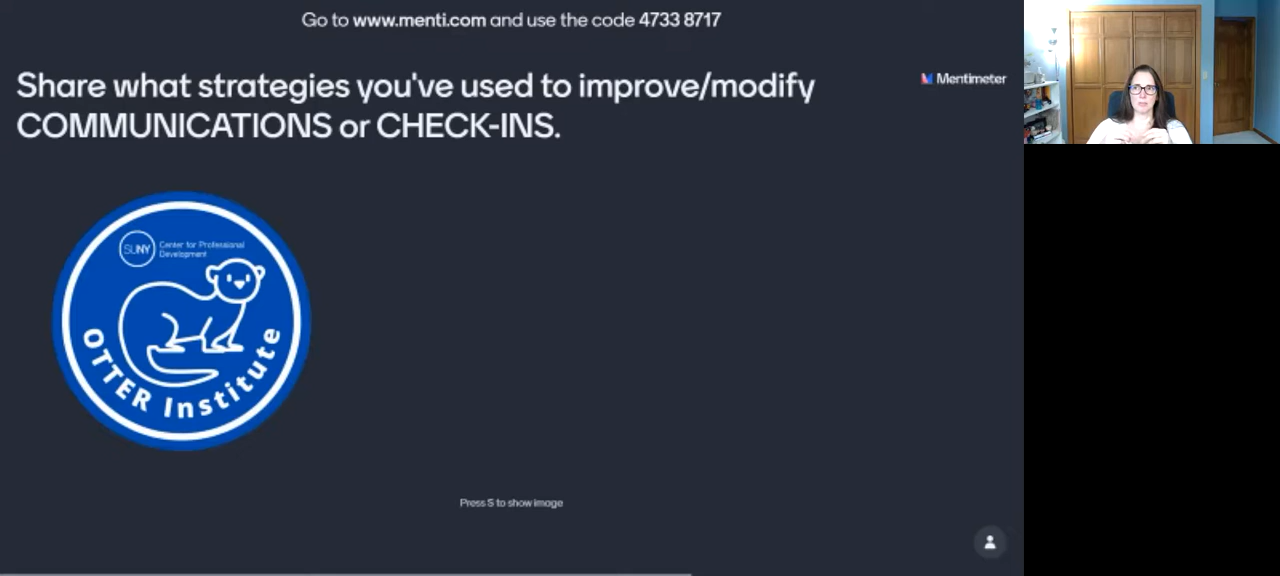 Go to www.menti.com and use the code 4733 8717
Share what strategies you've used to improve/modify
COMMUNICATIONS or CHECK-INS.
Mentimeter
SUNY
Center for Professional
Development
OTTER Institute
Press S to show image